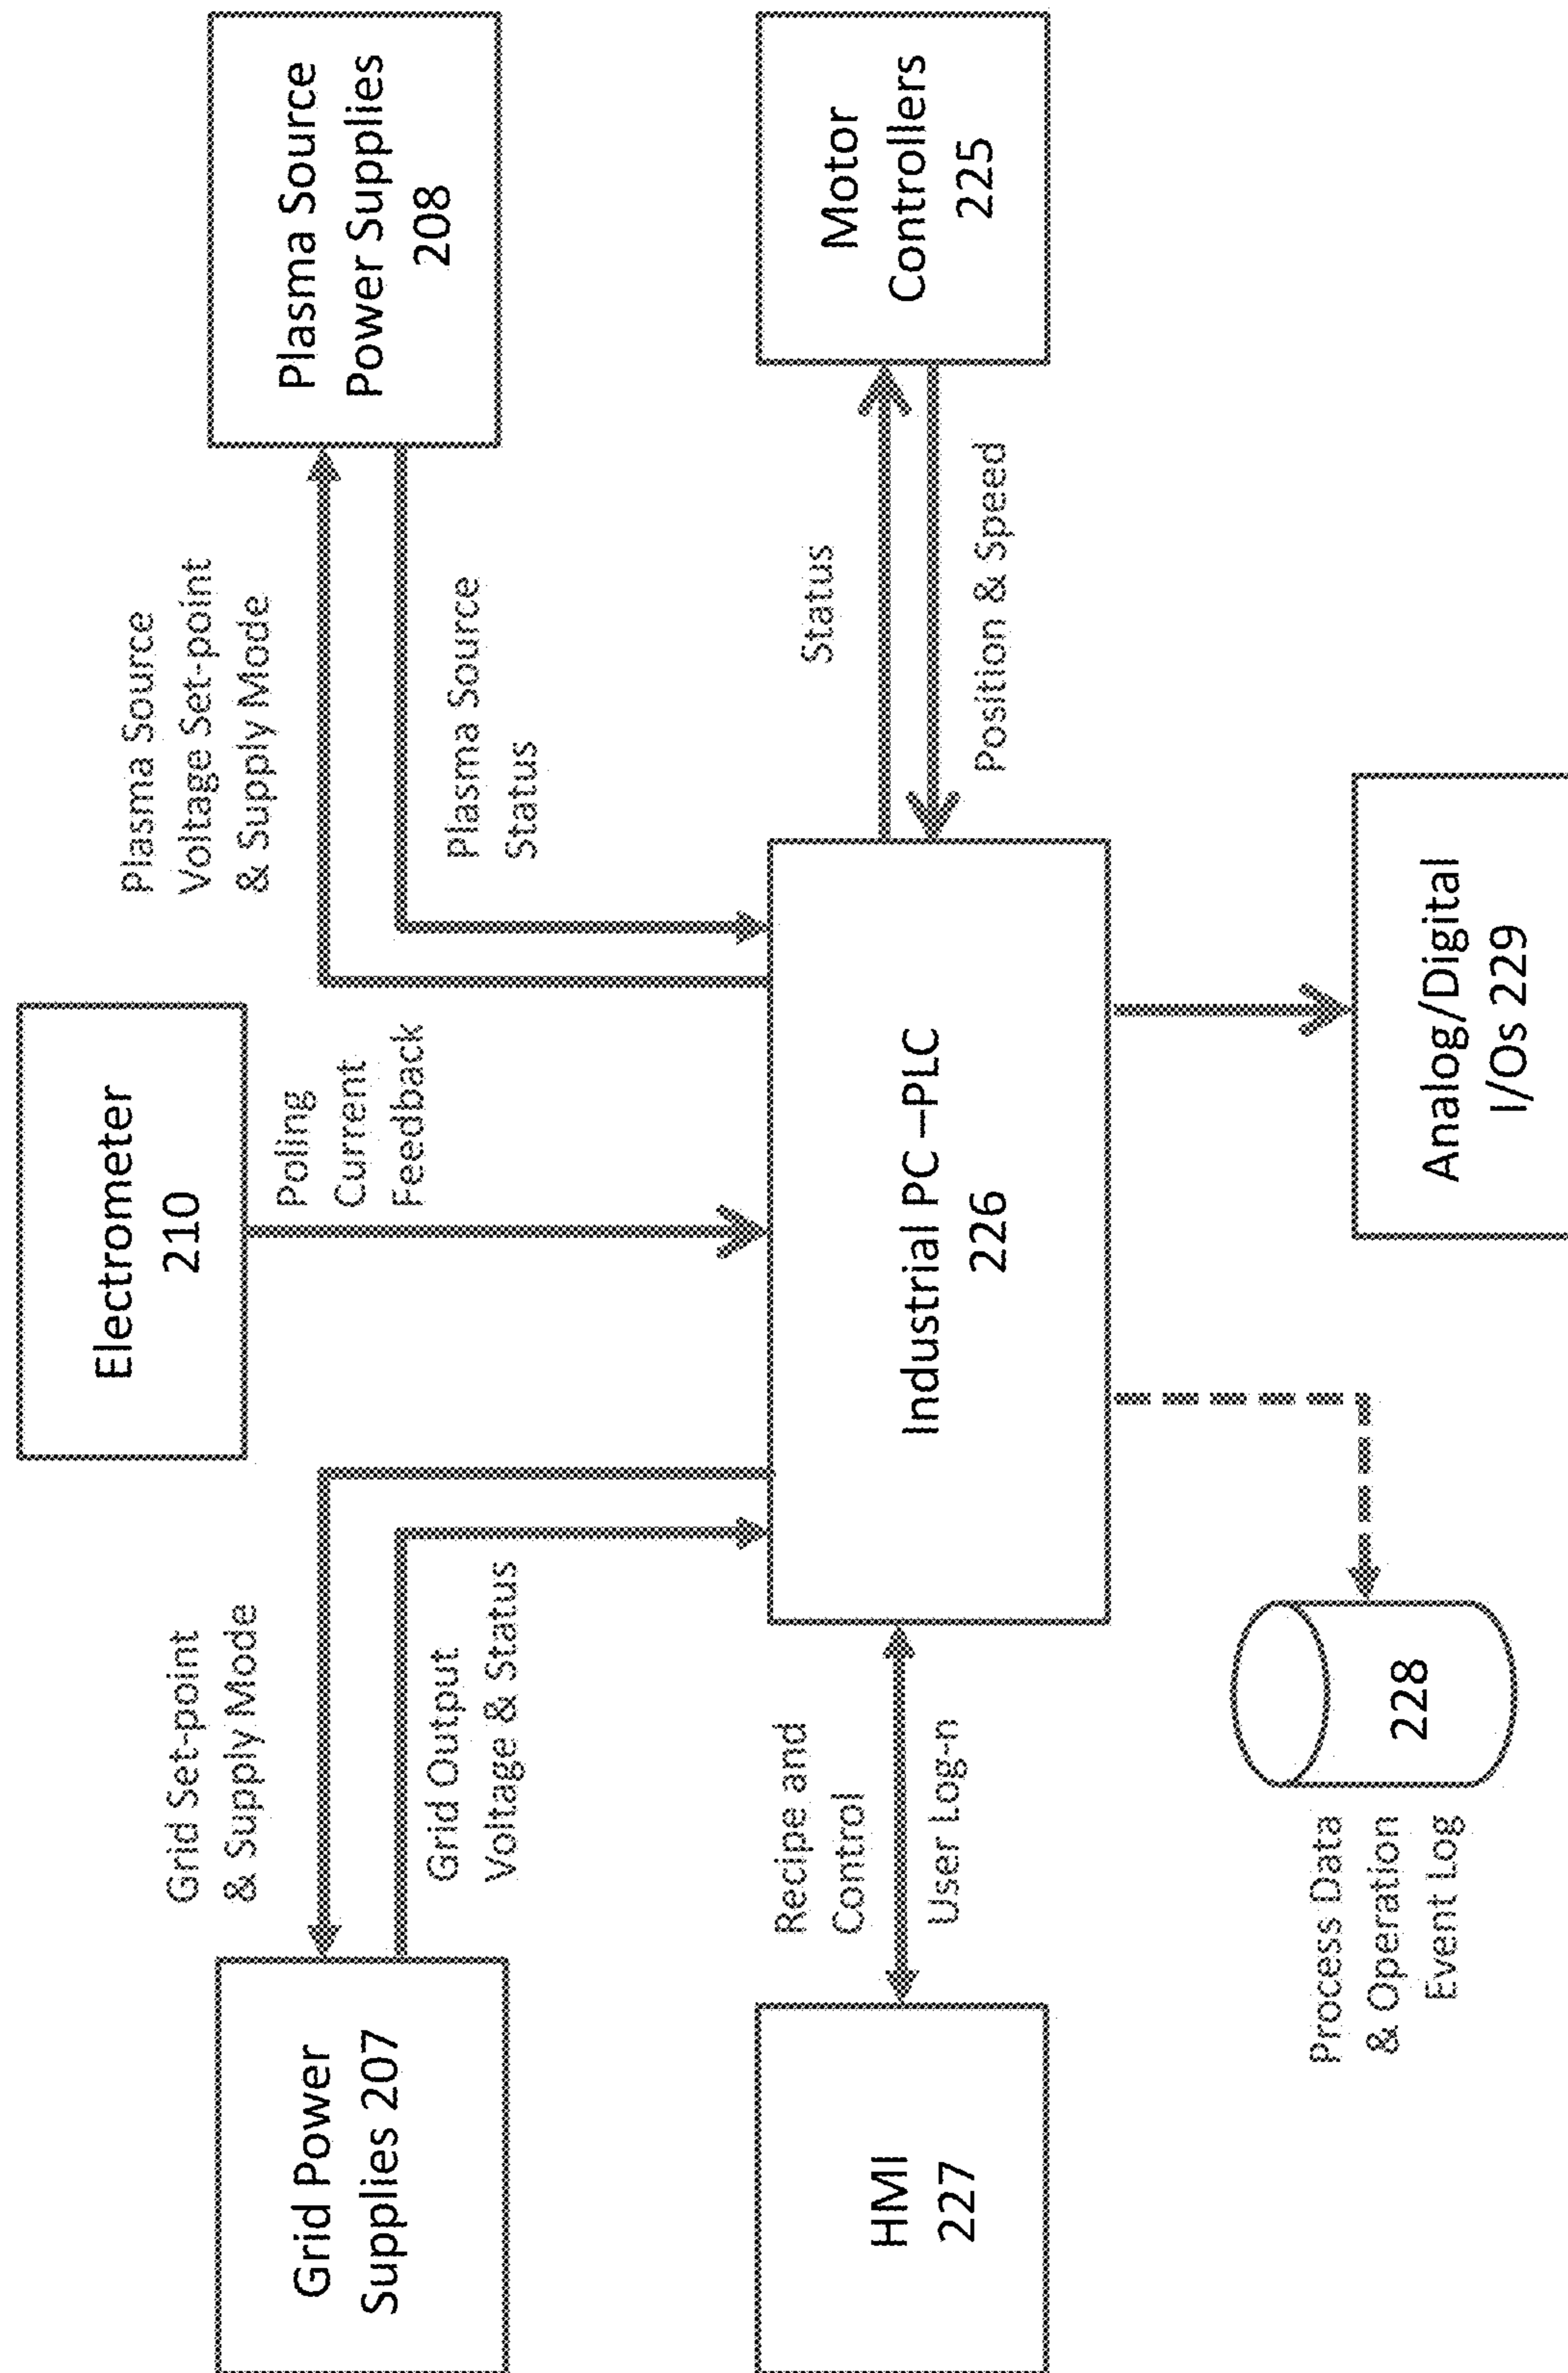 Electrometer
210
Grid Set-point
& Supply Mode
Poling
Current
Feedback
Plasma Source
Voltage Set-point
& Supply Mode
Grid Power
Supplies 207
Plasma Source
Power Supplies
208
Grid Output
Voltage & Status
Plasma Source
Status
HMI
227
Recipe and
Control
User Log-n
Industrial PC –PLC
226
Status
Position & Speed
Motor
Controllers
225
Process Data
& Operation
Event Log
228
Analog/Digital
I/Os 229